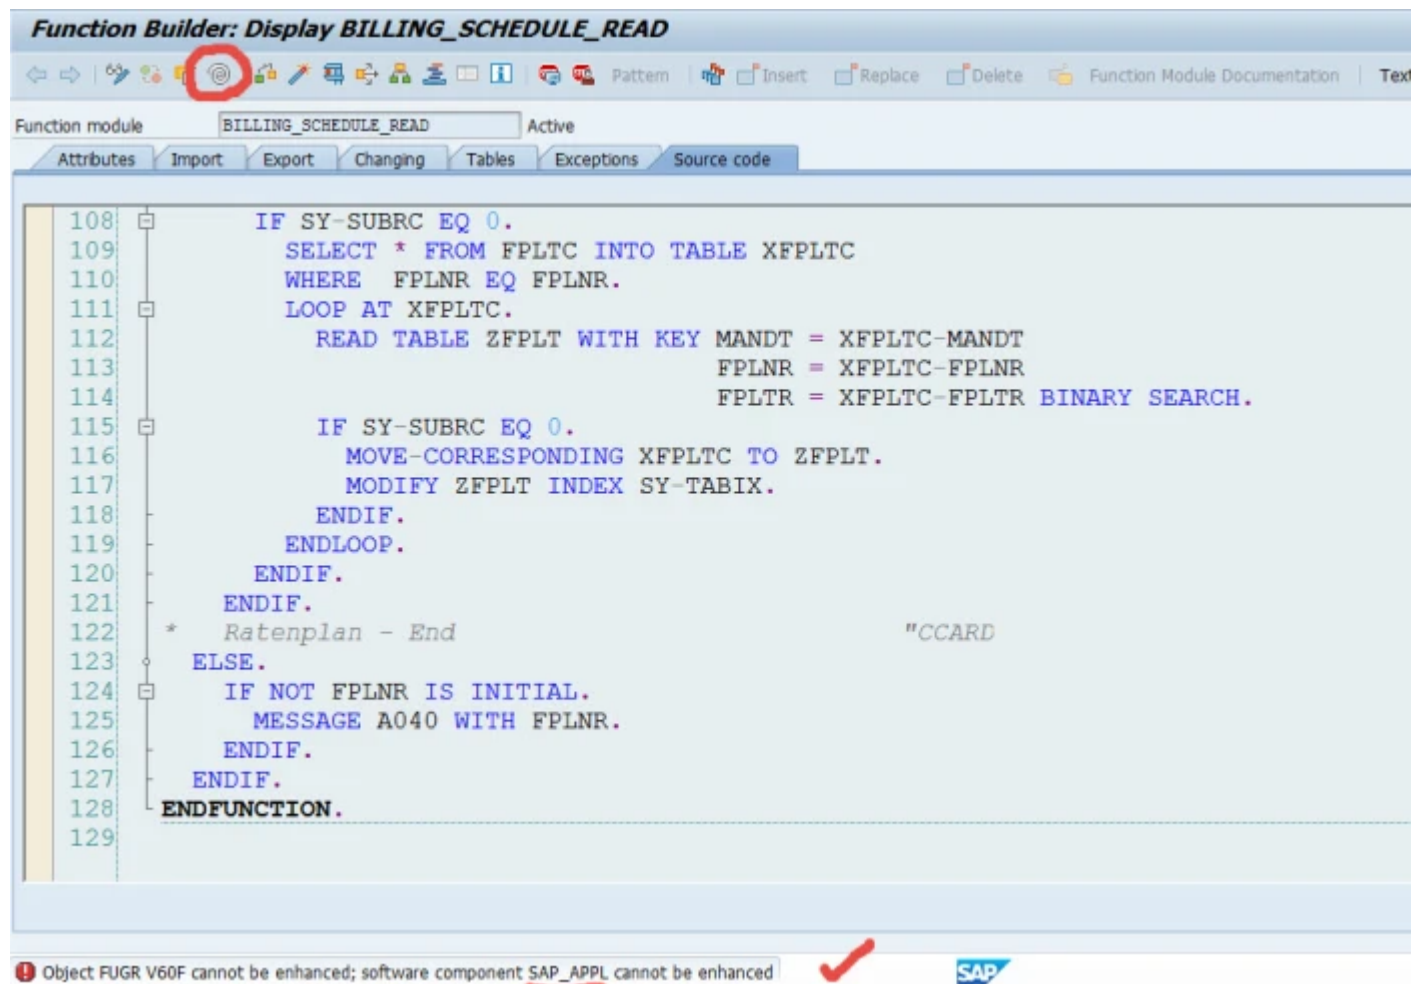 Function Builder: Display BILLING_SCHEDULE_READ
Pattern Insert Replace Delete Function Module Documentation Text
Function module BILLING_SCHEDULE_READ Active
Attributes Import Export Changing Tables Exceptions Source code
108 IF SY-SUBRC EQ 0.
109 SELECT * FROM FPLTC INTO TABLE XFPLTC
110 WHERE FPLNR EQ FPLNR.
111 LOOP AT XFPLTC.
112 READ TABLE ZFPLT WITH KEY MANDT = XFPLTC-MANDT
113 FPLNR = XFPLTC-FPLNR
114 FPLTR = XFPLTC-FPLTR BINARY SEARCH.
115 IF SY-SUBRC EQ 0.
116 MOVE-CORRESPONDING XFPLTC TO ZFPLT.
117 MODIFY ZFPLT INDEX SY-TABIX.
118 ENDIF.
119 ENDLOOP.
120 ENDIF.
121 ENDIF.
122 * Ratenplan - End "CCARD
123 ELSE.
124 IF NOT FPLNR IS INITIAL.
125 MESSAGE A040 WITH FPLNR.
126 ENDIF.
127 ENDIF.
128 ENDFUNCTION.
129
Object FUGR V60F cannot be enhanced; software component SAP_APPL cannot be enhanced SAP